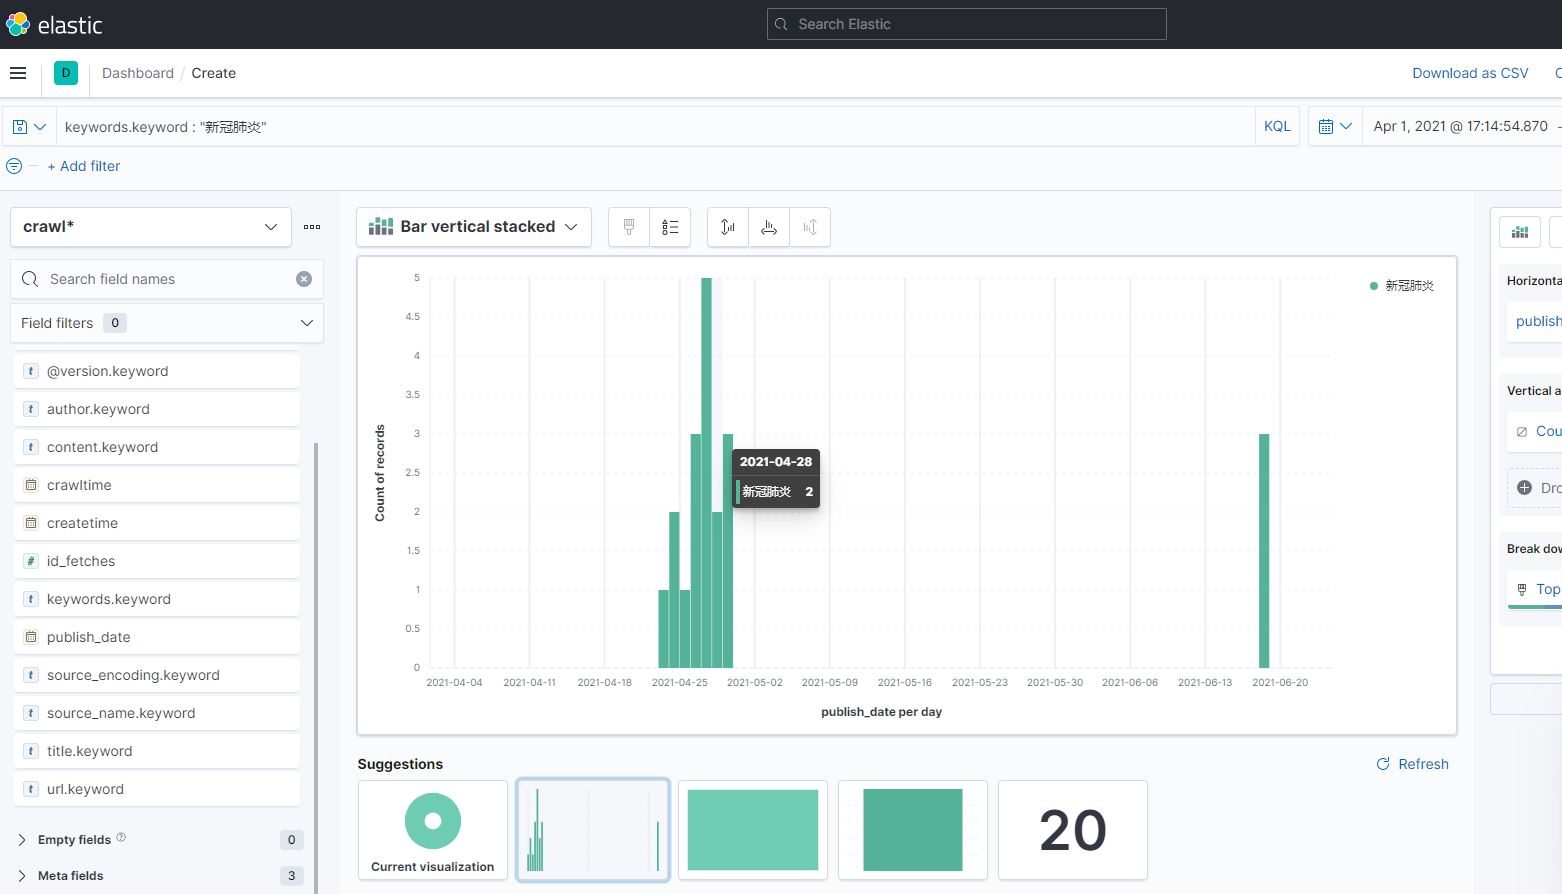 elastic
Search Elastic
D
Dashboard / Create
Download as CSV
keywords.keyword : "新冠肺炎"
KQL
Apr 1, 2021 @ 17:14:54.870
+ Add filter
crawl*
Bar vertical stacked
Search field names
Field filters 0
t @version.keyword
t author.keyword
t content.keyword
crawltime
createtime
# id_fetches
t keywords.keyword
publish_date
t source_encoding.keyword
t source_name.keyword
t title.keyword
t url.keyword
Empty fields 0
Meta fields 3
Count of records
5
4.5
4
3.5
3
2.5
2
1.5
1
0.5
0
新冠肺炎
2021-04-28
新冠肺炎 2
2021-04-04 2021-04-11 2021-04-18 2021-04-25 2021-05-02 2021-05-09 2021-05-16 2021-05-23 2021-05-30 2021-06-06 2021-06-13 2021-06-20
publish_date per day
Horizonta
publish
Vertical a
Cou
Dro
Break dow
Top
Suggestions
Refresh
Current visualization
20